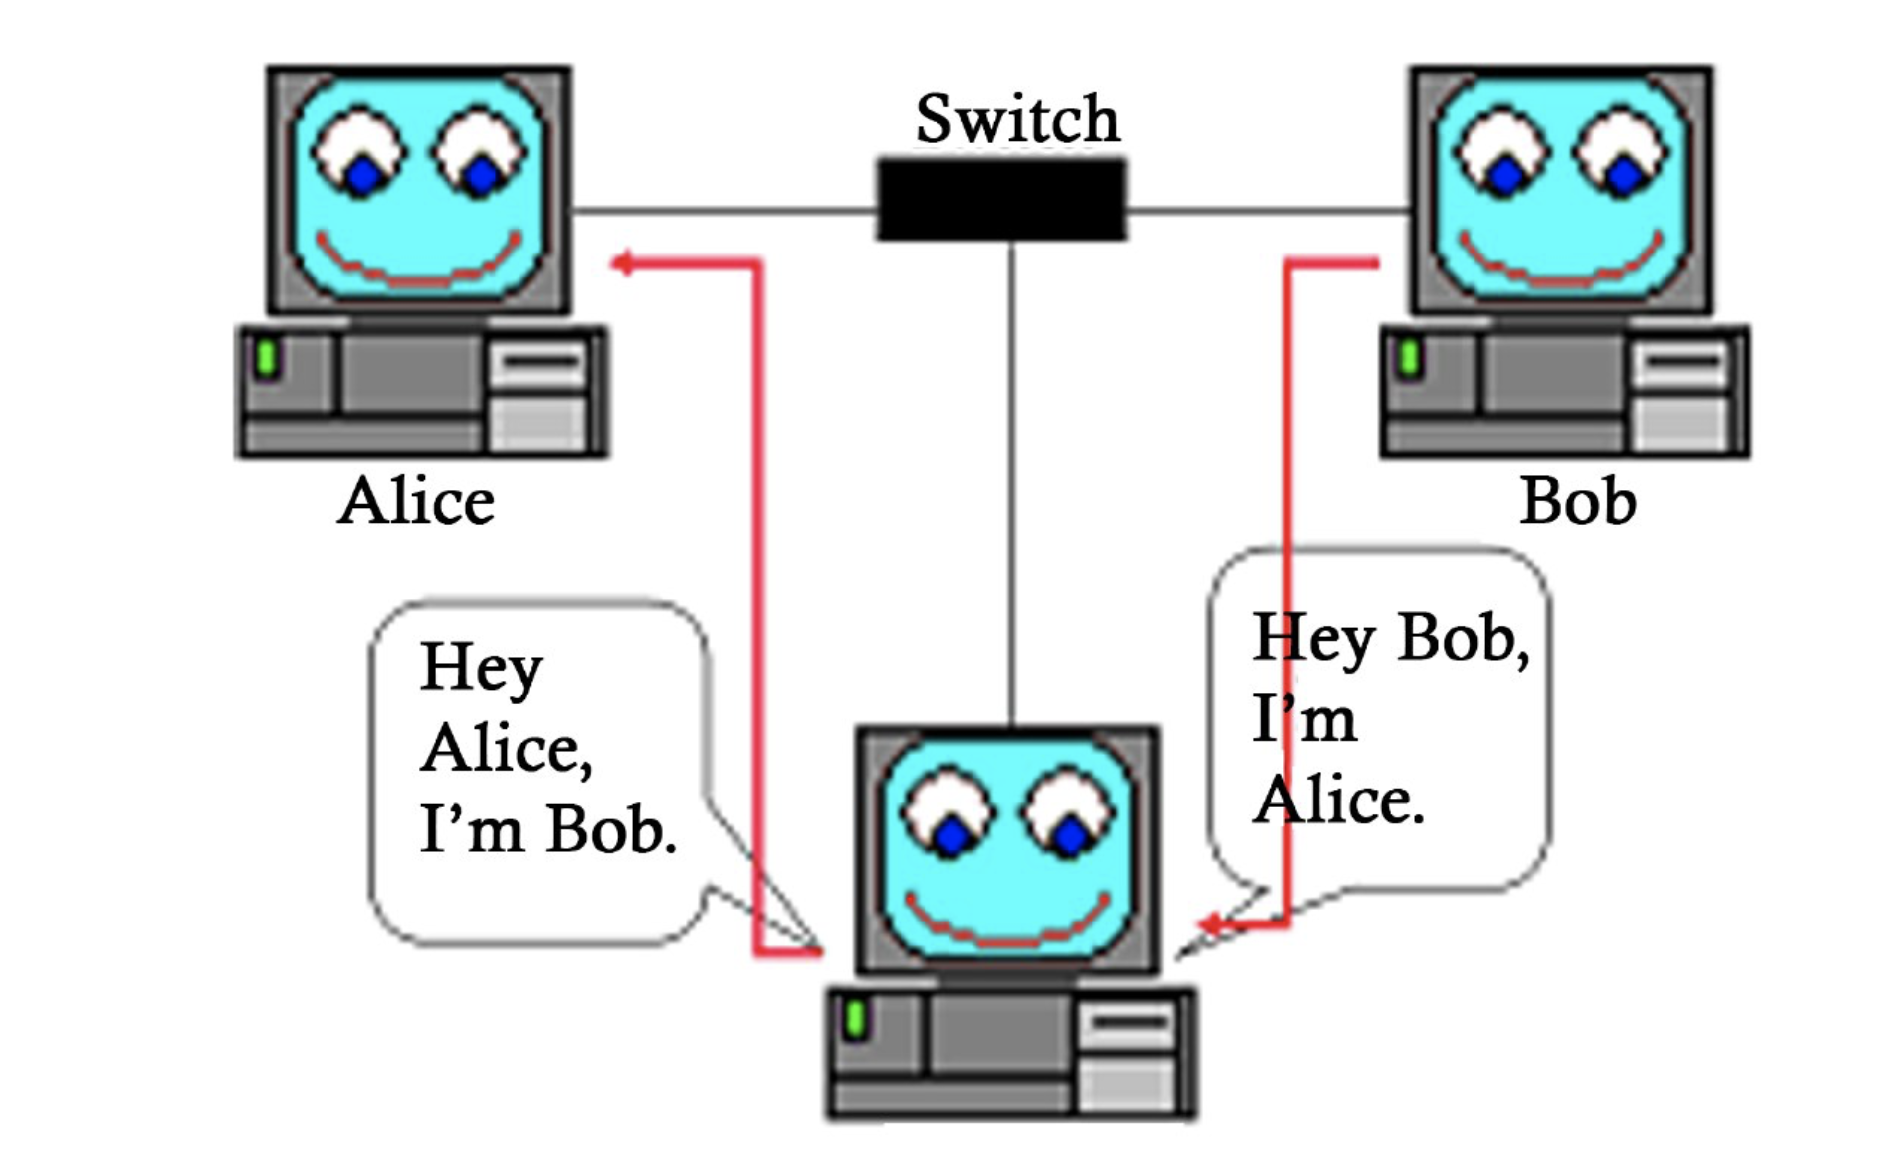 Switch
Alice
Bob
Hey
Alice,
I’m Bob.
Hey Bob,
I’m
Alice.